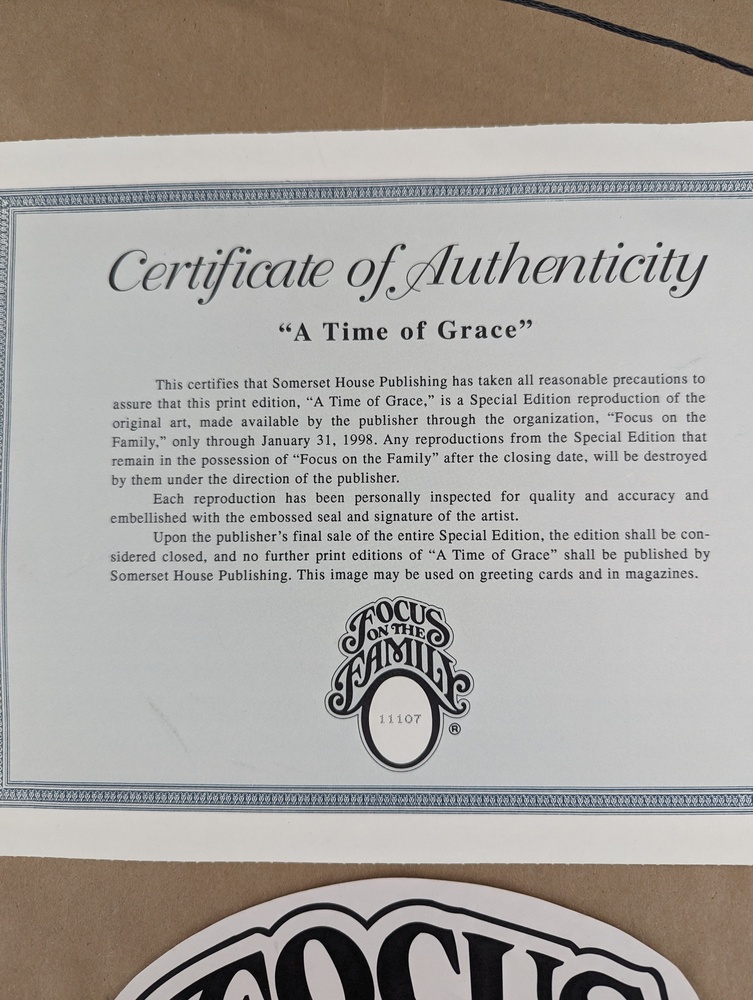 Certificate of Authenticity
“A Time of Grace”
This certifies that Somerset House Publishing has taken all reasonable precautions to
assure that this print edition, “A Time of Grace,” is a Special Edition reproduction of the
original art, made available by the publisher through the organization, “Focus on the
Family,” only through January 31, 1998. Any reproductions from the Special Edition that
remain in the possession of “Focus on the Family” after the closing date, will be destroyed
by them under the direction of the publisher.
Each reproduction has been personally inspected for quality and accuracy and
embellished with the embossed seal and signature of the artist.
Upon the publisher’s final sale of the entire Special Edition, the edition shall be con-
sidered closed, and no further print editions of “A Time of Grace” shall be published by
Somerset House Publishing. This image may be used on greeting cards and in magazines.
FOCUS
ON THE
FAMILY
11107
®
FOCUS